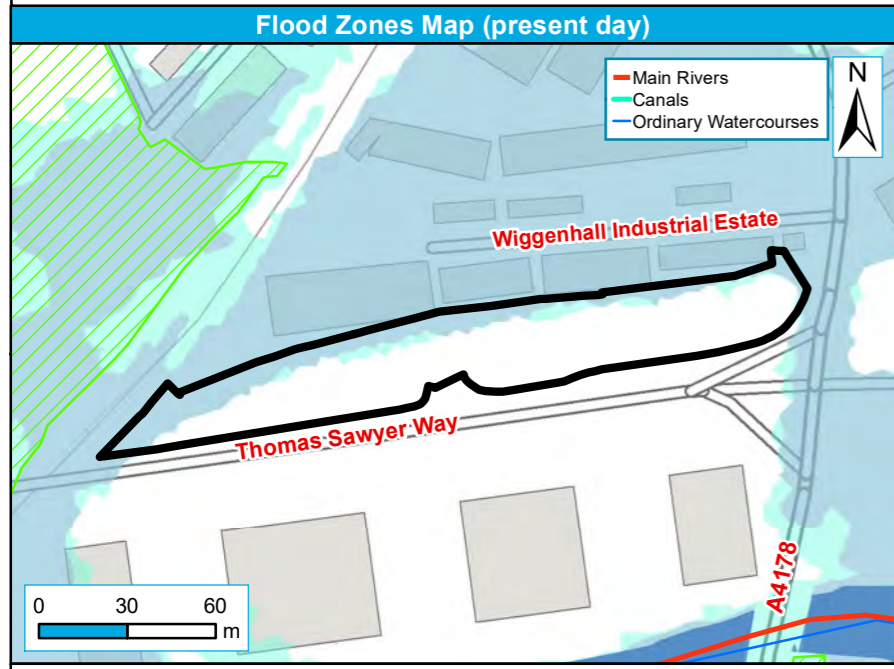 Flood Zones Map (present day)
Main Rivers
Canals
Ordinary Watercourses
N
Wiggenhall Industrial Estate
Thomas Sawyer Way
A4178
0 30 60
m